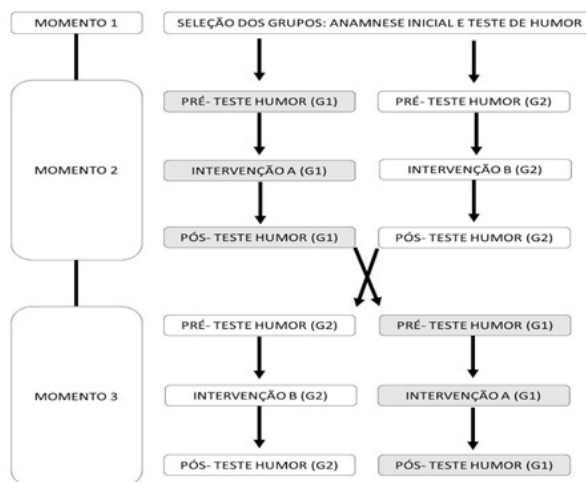 MOMENTO 1
SELEÇÃO DOS GRUPOS: ANAMNESE INICIAL E TESTE DE HUMOR
MOMENTO 2
PRÉ- TESTE HUMOR (G1)
PRÉ- TESTE HUMOR (G2)
INTERVENÇÃO A (G1)
INTERVENÇÃO B (G2)
PÓS- TESTE HUMOR (G1)
PÓS- TESTE HUMOR (G2)
MOMENTO 3
PRÉ- TESTE HUMOR (G2)
PRÉ- TESTE HUMOR (G1)
INTERVENÇÃO B (G2)
INTERVENÇÃO A (G1)
PÓS- TESTE HUMOR (G2)
PÓS- TESTE HUMOR (G1)